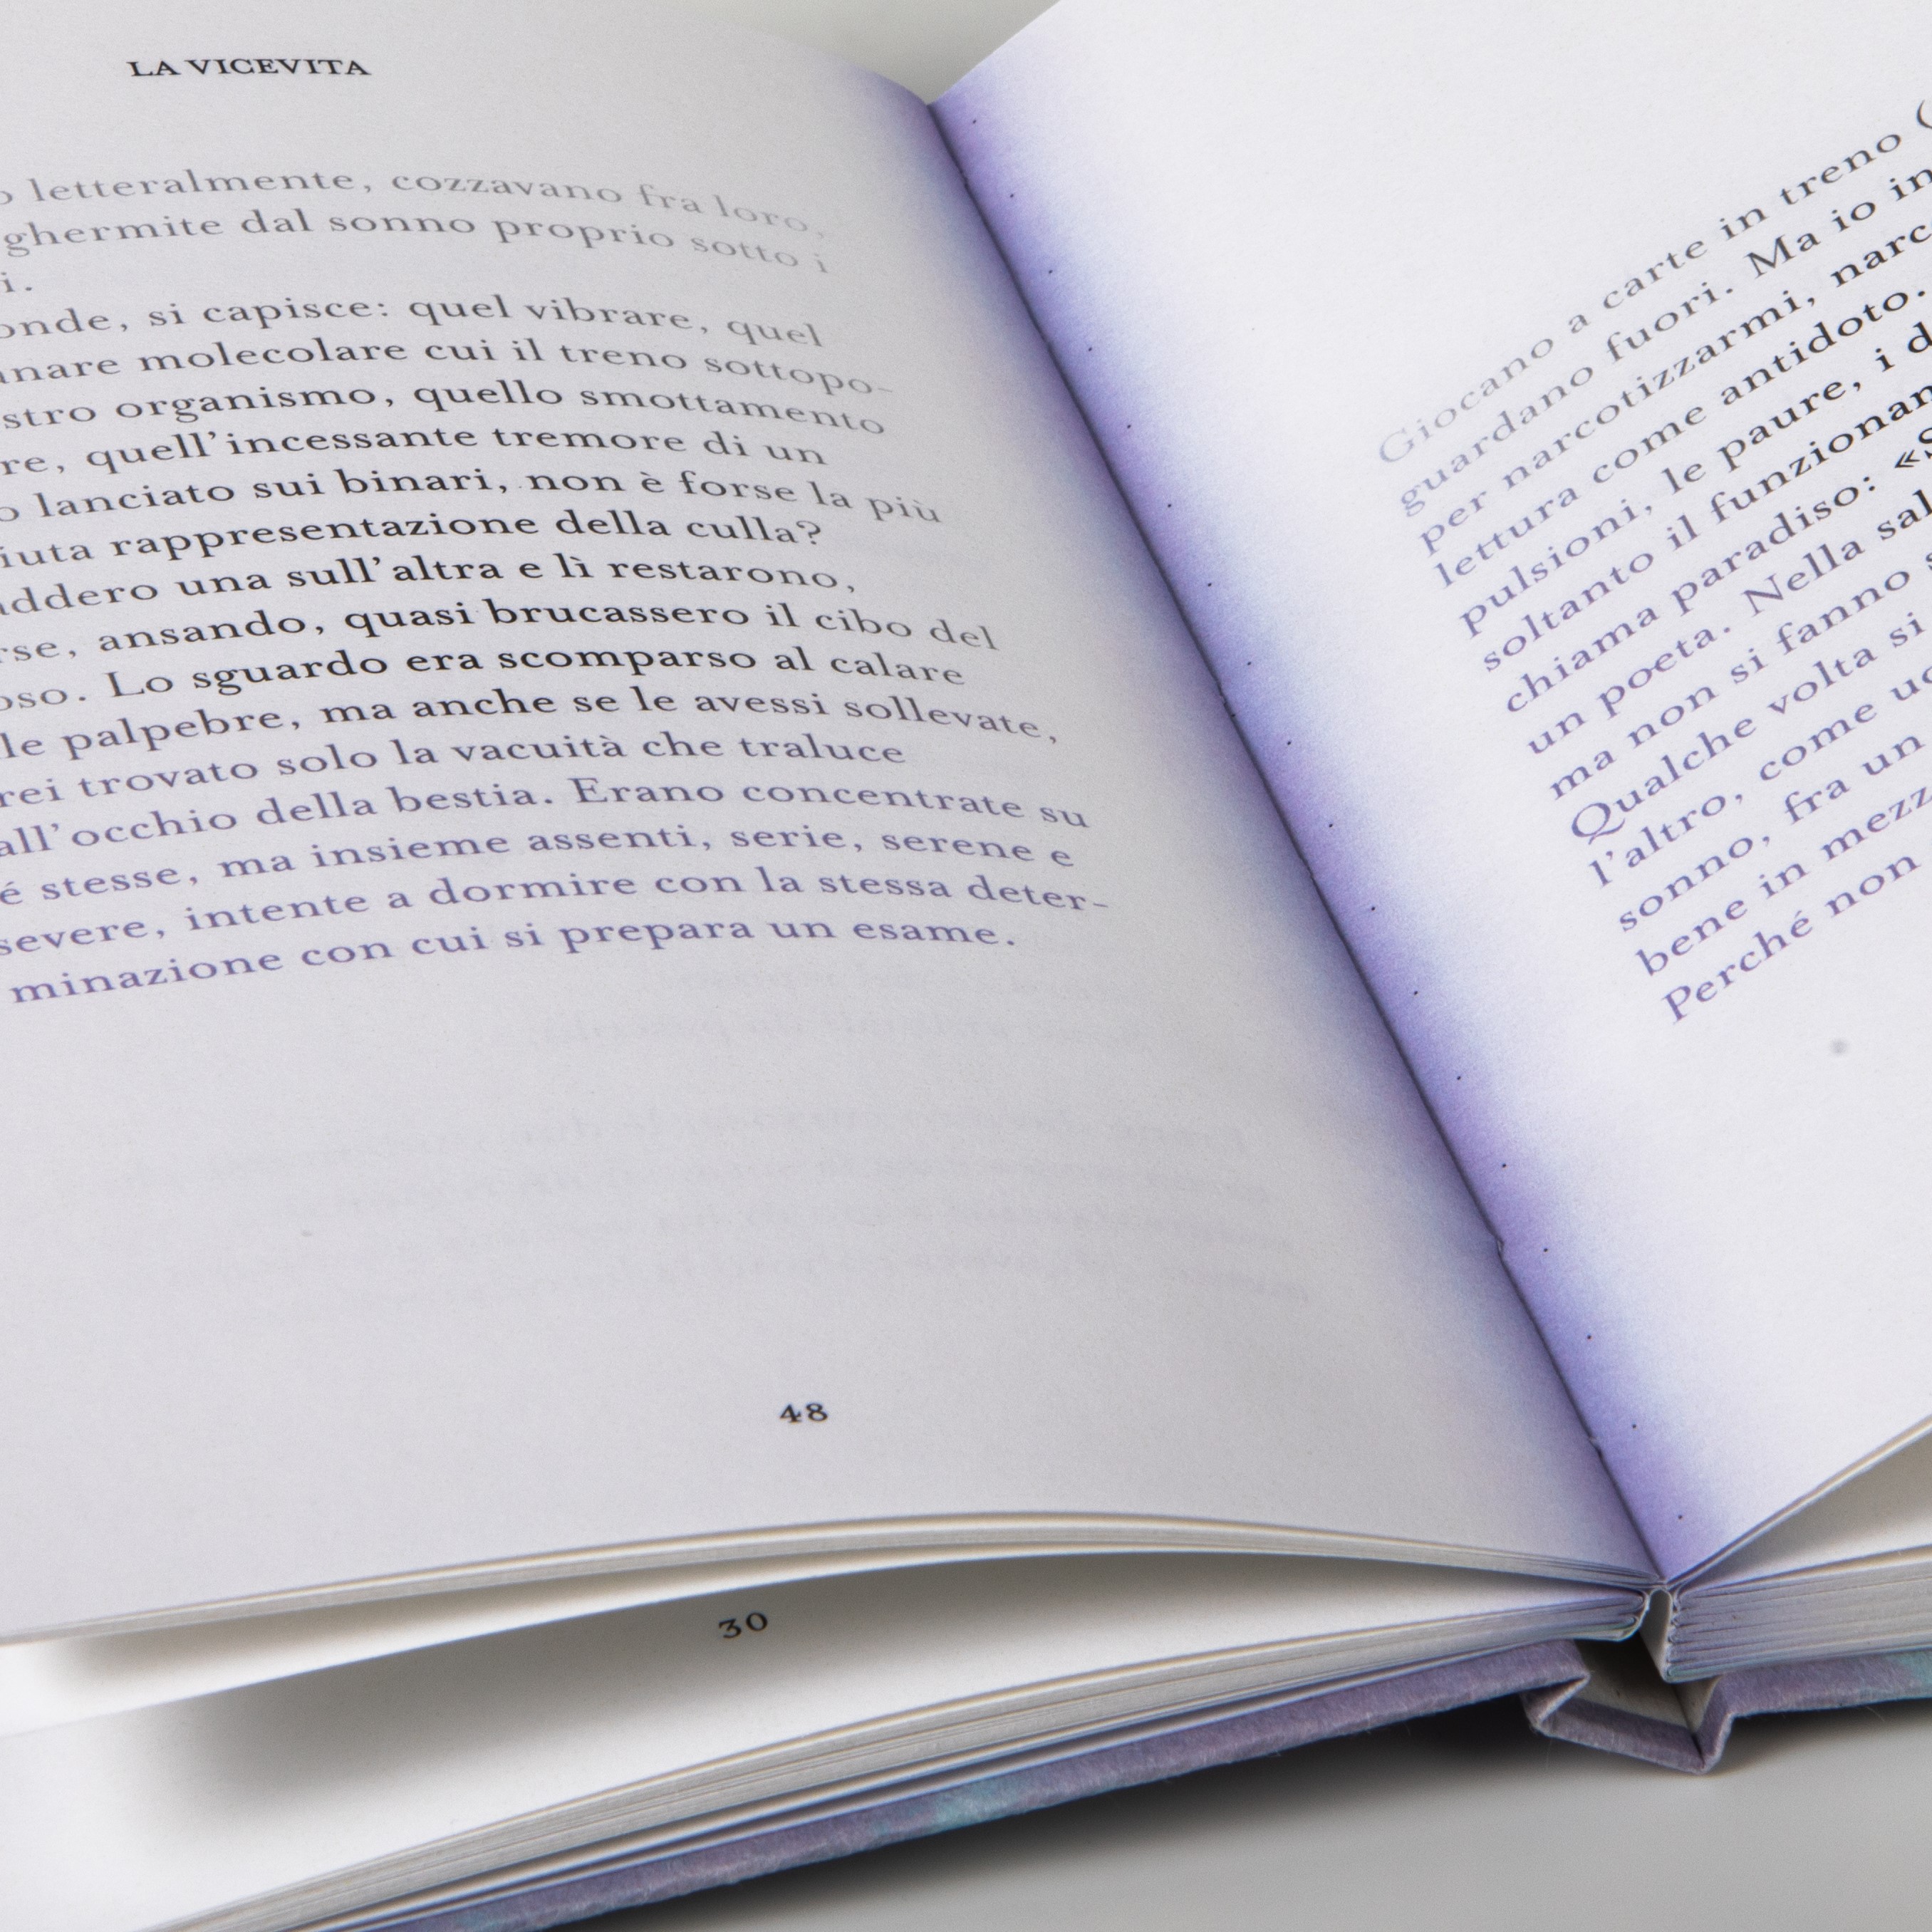 LA VICEVITA
letteralmente, cozzavano fra loro,
ghermite dal sonno proprio sotto i
i.
onde, si capisce: quel vibrare, quel
nare molecolare cui il treno sottopo-
stro organismo, quello smottamento
re, quell'incessante tremore di un
o lanciato sui binari, non è forse la più
iuta rappresentazione della culla?
ddero una sull'altra e lì restarono,
rse, ansando, quasi brucassero il cibo del
oso. Lo sguardo era scomparso al calare
le palpebre, ma anche se le avessi sollevate,
rei trovato solo la vacuità che traluce
all'occhio della bestia. Erano concentrate su
é stesse, ma insieme assenti, serie, serene e
severe, intente a dormire con la stessa deter-
minazione con cui si prepara un esame.
48
30
Giocano a carte in treno (
guardano fuori. Ma io in
per narcotizzarmi, narc
lettura come antidoto.
pulsioni, le paure, i d
soltanto il funzionan
chiama paradiso: «S
un poeta. Nella sal
ma non si fanno s
Qualche volta si
l'altro, come uc
sonno, fra un
bene in mezz
Perché non